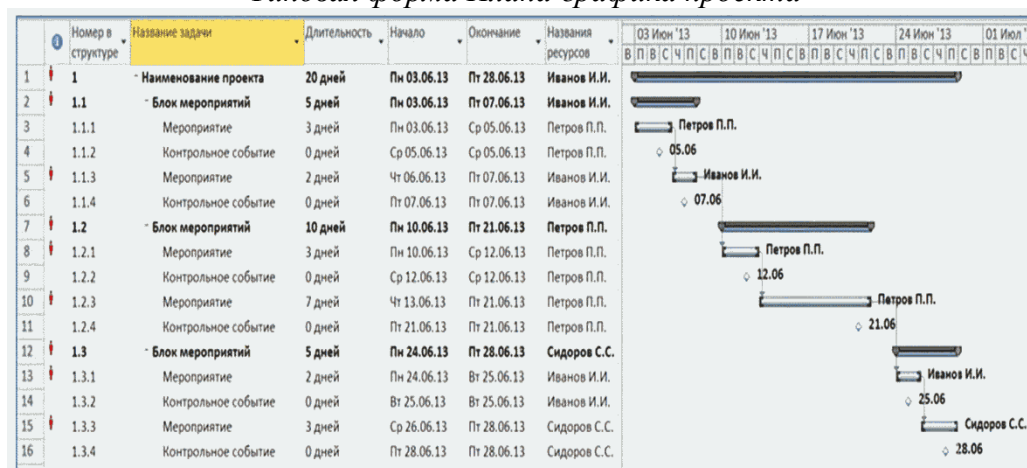 Типовая форма Плана-графика проекта
Номер в структуре Название задачи Длительность Начало Окончание Названия ресурсов 03 Июн '13 10 Июн '13 17 Июн '13 24 Июн '13 01 Июл '
В П В С Ч П С В П В С Ч П С В П В С Ч П С В П В С Ч П С В П В С Ч
1 1 - Наименование проекта 20 дней Пн 03.06.13 Пт 28.06.13 Иванов И.И.
2 1.1 - Блок мероприятий 5 дней Пн 03.06.13 Пт 07.06.13 Иванов И.И.
3 1.1.1 Мероприятие 3 дней Пн 03.06.13 Ср 05.06.13 Петров П.П. Петров П.П.
4 1.1.2 Контрольное событие 0 дней Ср 05.06.13 Ср 05.06.13 Петров П.П. 05.06
5 1.1.3 Мероприятие 2 дней Чт 06.06.13 Пт 07.06.13 Иванов И.И. Иванов И.И.
6 1.1.4 Контрольное событие 0 дней Пт 07.06.13 Пт 07.06.13 Иванов И.И. 07.06
7 1.2 - Блок мероприятий 10 дней Пн 10.06.13 Пт 21.06.13 Петров П.П.
8 1.2.1 Мероприятие 3 дней Пн 10.06.13 Ср 12.06.13 Петров П.П. Петров П.П.
9 1.2.2 Контрольное событие 0 дней Ср 12.06.13 Ср 12.06.13 Петров П.П. 12.06
10 1.2.3 Мероприятие 7 дней Чт 13.06.13 Пт 21.06.13 Петров П.П. Петров П.П.
11 1.2.4 Контрольное событие 0 дней Пт 21.06.13 Пт 21.06.13 Петров П.П. 21.06
12 1.3 - Блок мероприятий 5 дней Пн 24.06.13 Пт 28.06.13 Сидоров С.С.
13 1.3.1 Мероприятие 2 дней Пн 24.06.13 Вт 25.06.13 Иванов И.И. Иванов И.И.
14 1.3.2 Контрольное событие 0 дней Вт 25.06.13 Вт 25.06.13 Иванов И.И. 25.06
15 1.3.3 Мероприятие 3 дней Ср 26.06.13 Пт 28.06.13 Сидоров С.С. Сидоров С.С.
16 1.3.4 Контрольное событие 0 дней Пт 28.06.13 Пт 28.06.13 Сидоров С.С. 28.06